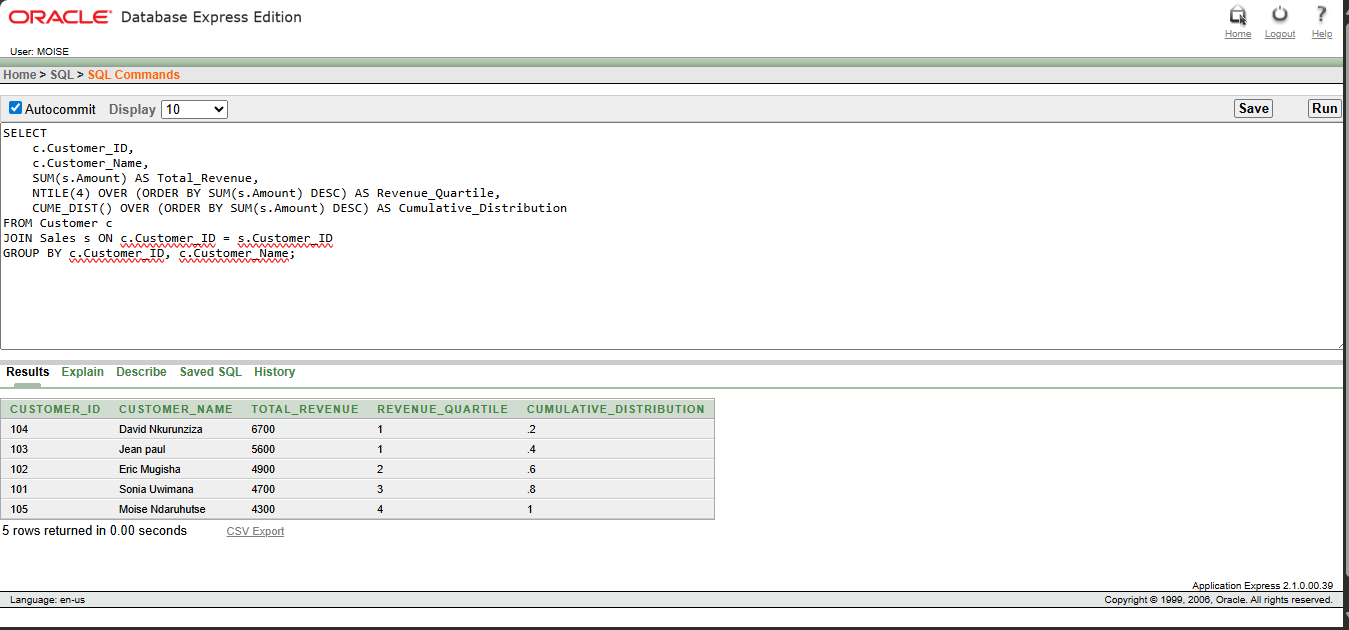 ORACLE® Database Express Edition
Home Logout Help
User: MOISE
Home > SQL > SQL Commands
Autocommit Display 10 Save Run
SELECT
c.Customer_ID,
c.Customer_Name,
SUM(s.Amount) AS Total_Revenue,
NTILE(4) OVER (ORDER BY SUM(s.Amount) DESC) AS Revenue_Quartile,
CUME_DIST() OVER (ORDER BY SUM(s.Amount) DESC) AS Cumulative_Distribution
FROM Customer c
JOIN Sales s ON c.Customer_ID = s.Customer_ID
GROUP BY c.Customer_ID, c.Customer_Name;
Results Explain Describe Saved SQL History
CUSTOMER_ID CUSTOMER_NAME TOTAL_REVENUE REVENUE_QUARTILE CUMULATIVE_DISTRIBUTION
104 David Nkurunziza 6700 1 .2
103 Jean paul 5600 1 .4
102 Eric Mugisha 4900 2 .6
101 Sonia Uwimana 4700 3 .8
105 Moise Ndaruhutse 4300 4 1
5 rows returned in 0.00 seconds CSV Export
Application Express 2.1.0.00.39
Language: en-us Copyright © 1999, 2006, Oracle. All rights reserved.